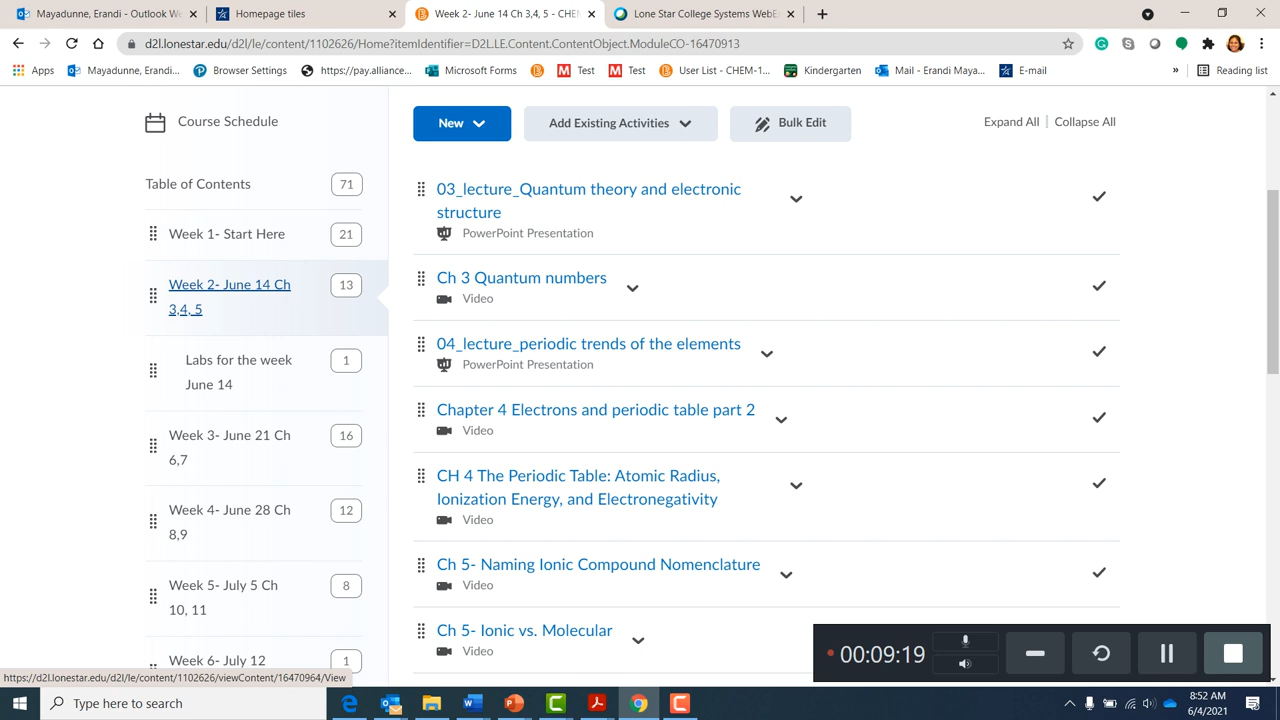 Mayadunne, Erandi - Outlook We
Homepage tiles
Week 2- June 14 Ch 3,4, 5 - CHEM
Lone Star College Systems WebEx
d2l.lonestar.edu/d2l/le/content/1102626/Home?itemIdentifier=D2L.LE.Content.ContentObject.ModuleCO-16470913
Apps
Mayadunne, Erandi...
Browser Settings
https://pay.alliance...
Microsoft Forms
Test
Test
User List - CHEM-1...
Kindergarten
Mail - Erandi Maya...
E-mail
»
Reading list
Course Schedule
Table of Contents 71
Week 1- Start Here 21
Week 2- June 14 Ch 13
3,4, 5
Labs for the week 1
June 14
Week 3- June 21 Ch 16
6,7
Week 4- June 28 Ch 12
8,9
Week 5- July 5 Ch 8
10, 11
Week 6- July 12 1
New
Add Existing Activities
Bulk Edit
Expand All | Collapse All
03_lecture_Quantum theory and electronic
structure
PowerPoint Presentation
Ch 3 Quantum numbers
Video
04_lecture_periodic trends of the elements
PowerPoint Presentation
Chapter 4 Electrons and periodic table part 2
Video
CH 4 The Periodic Table: Atomic Radius,
Ionization Energy, and Electronegativity
Video
Ch 5- Naming Ionic Compound Nomenclature
Video
Ch 5- Ionic vs. Molecular
Video
00:09:19
https://d2l.lonestar.edu/d2l/le/content/1102626/viewContent/16470964/View
Type here to search
8:52 AM
6/4/2021